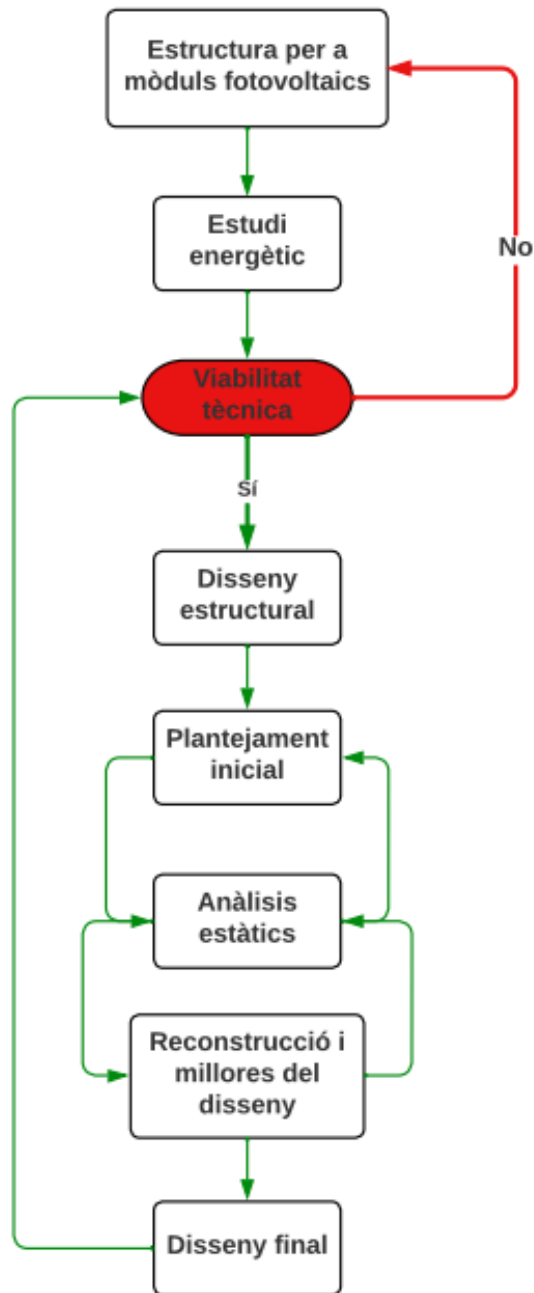 Estructura per a
mòduls fotovoltaics
No
Estudi
energètic
Viabilitat
tècnica
Sí
Disseny
estructural
Plantejament
inicial
Anàlisis
estàtics
Reconstrucció i
millores del
disseny
Disseny final